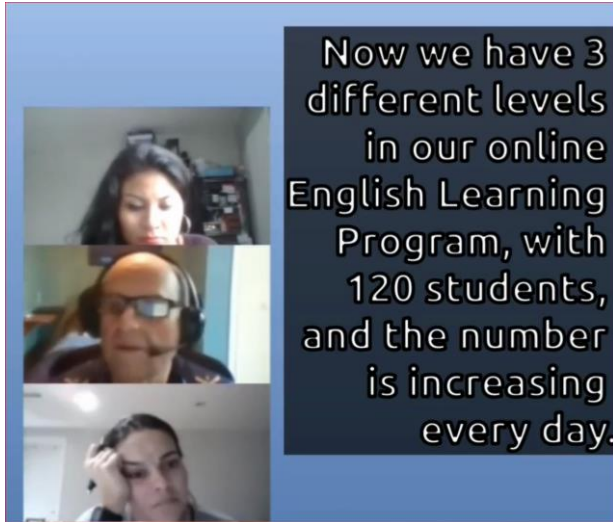 Now we have 3
different levels
in our online
English Learning
Program, with
120 students,
and the number
is increasing
every day.